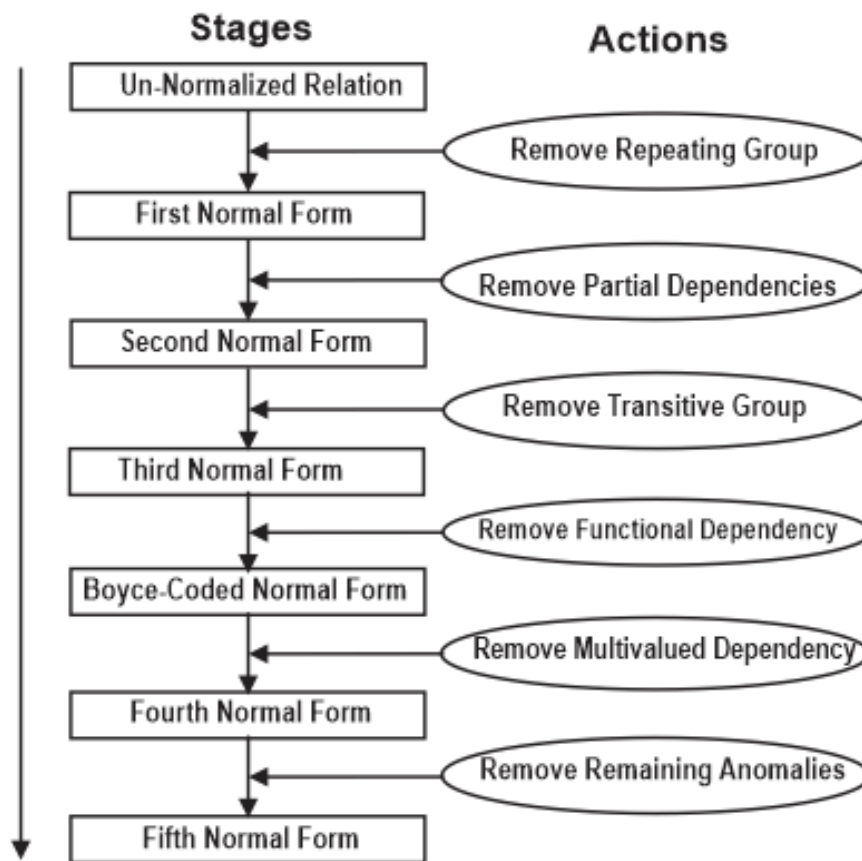 Stages
Actions
Un-Normalized Relation
Remove Repeating Group
First Normal Form
Remove Partial Dependencies
Second Normal Form
Remove Transitive Group
Third Normal Form
Remove Functional Dependency
Boyce-Coded Normal Form
Remove Multivalued Dependency
Fourth Normal Form
Remove Remaining Anomalies
Fifth Normal Form